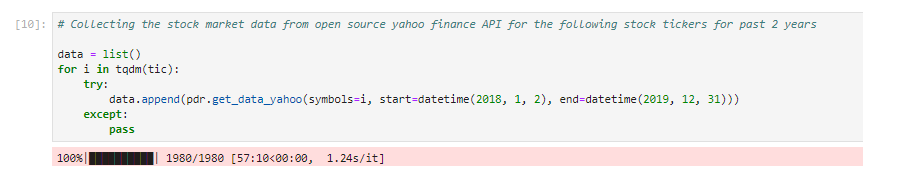 [10]: # Collecting the stock market data from open source yahoo finance API for the following stock tickers for past 2 years
data = list()
for i in tqdm(tic):
    try:
        data.append(pdr.get_data_yahoo(symbols=i, start=datetime(2018, 1, 2), end=datetime(2019, 12, 31)))
    except:
        pass
100%|██████████| 1980/1980 [57:10<00:00,  1.24s/it]